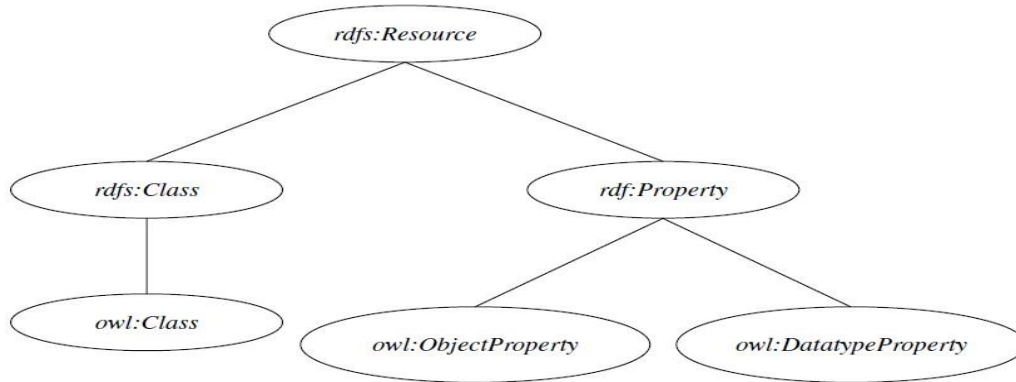 rdfs:Resource
rdfs:Class
rdf:Property
owl:Class
owl:ObjectProperty
owl:DatatypeProperty